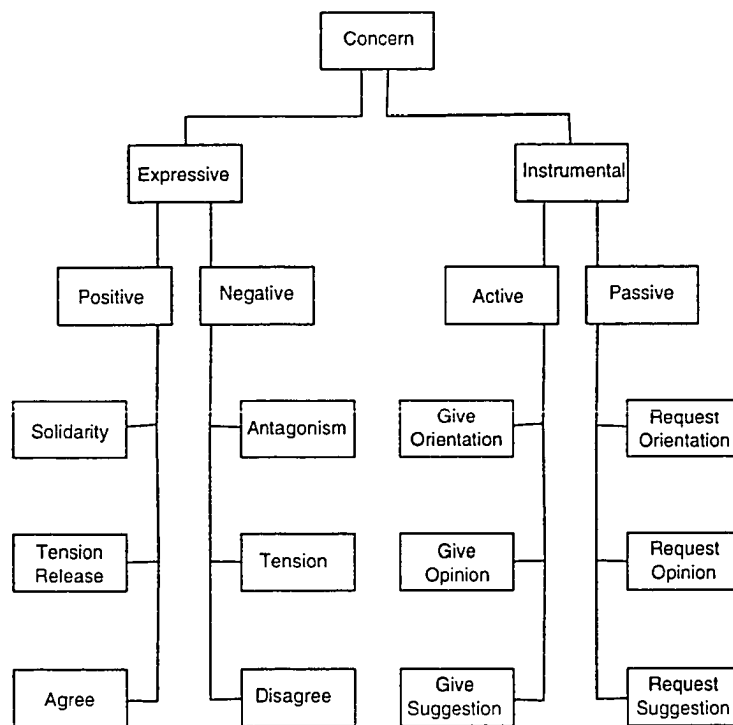 Concern
Expressive
Instrumental
Positive
Negative
Active
Passive
Solidarity
Antagonism
Give
Orientation
Request
Orientation
Tension
Release
Tension
Give
Opinion
Request
Opinion
Agree
Disagree
Give
Suggestion
Request
Suggestion